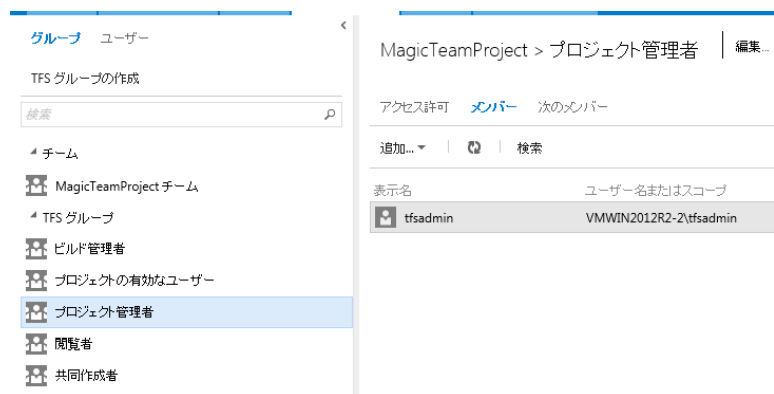 グループ ユーザー
TFS グループの作成
検索
チーム
MagicTeamProject チーム
TFS グループ
ビルド管理者
プロジェクトの有効なユーザー
プロジェクト管理者
閲覧者
共同作成者
MagicTeamProject > プロジェクト管理者 編集...
アクセス許可 メンバー 次のメンバー
追加... 検索
表示名 ユーザー名またはスコープ
tfsadmin VMWIN2012R2-2\tfsadmin